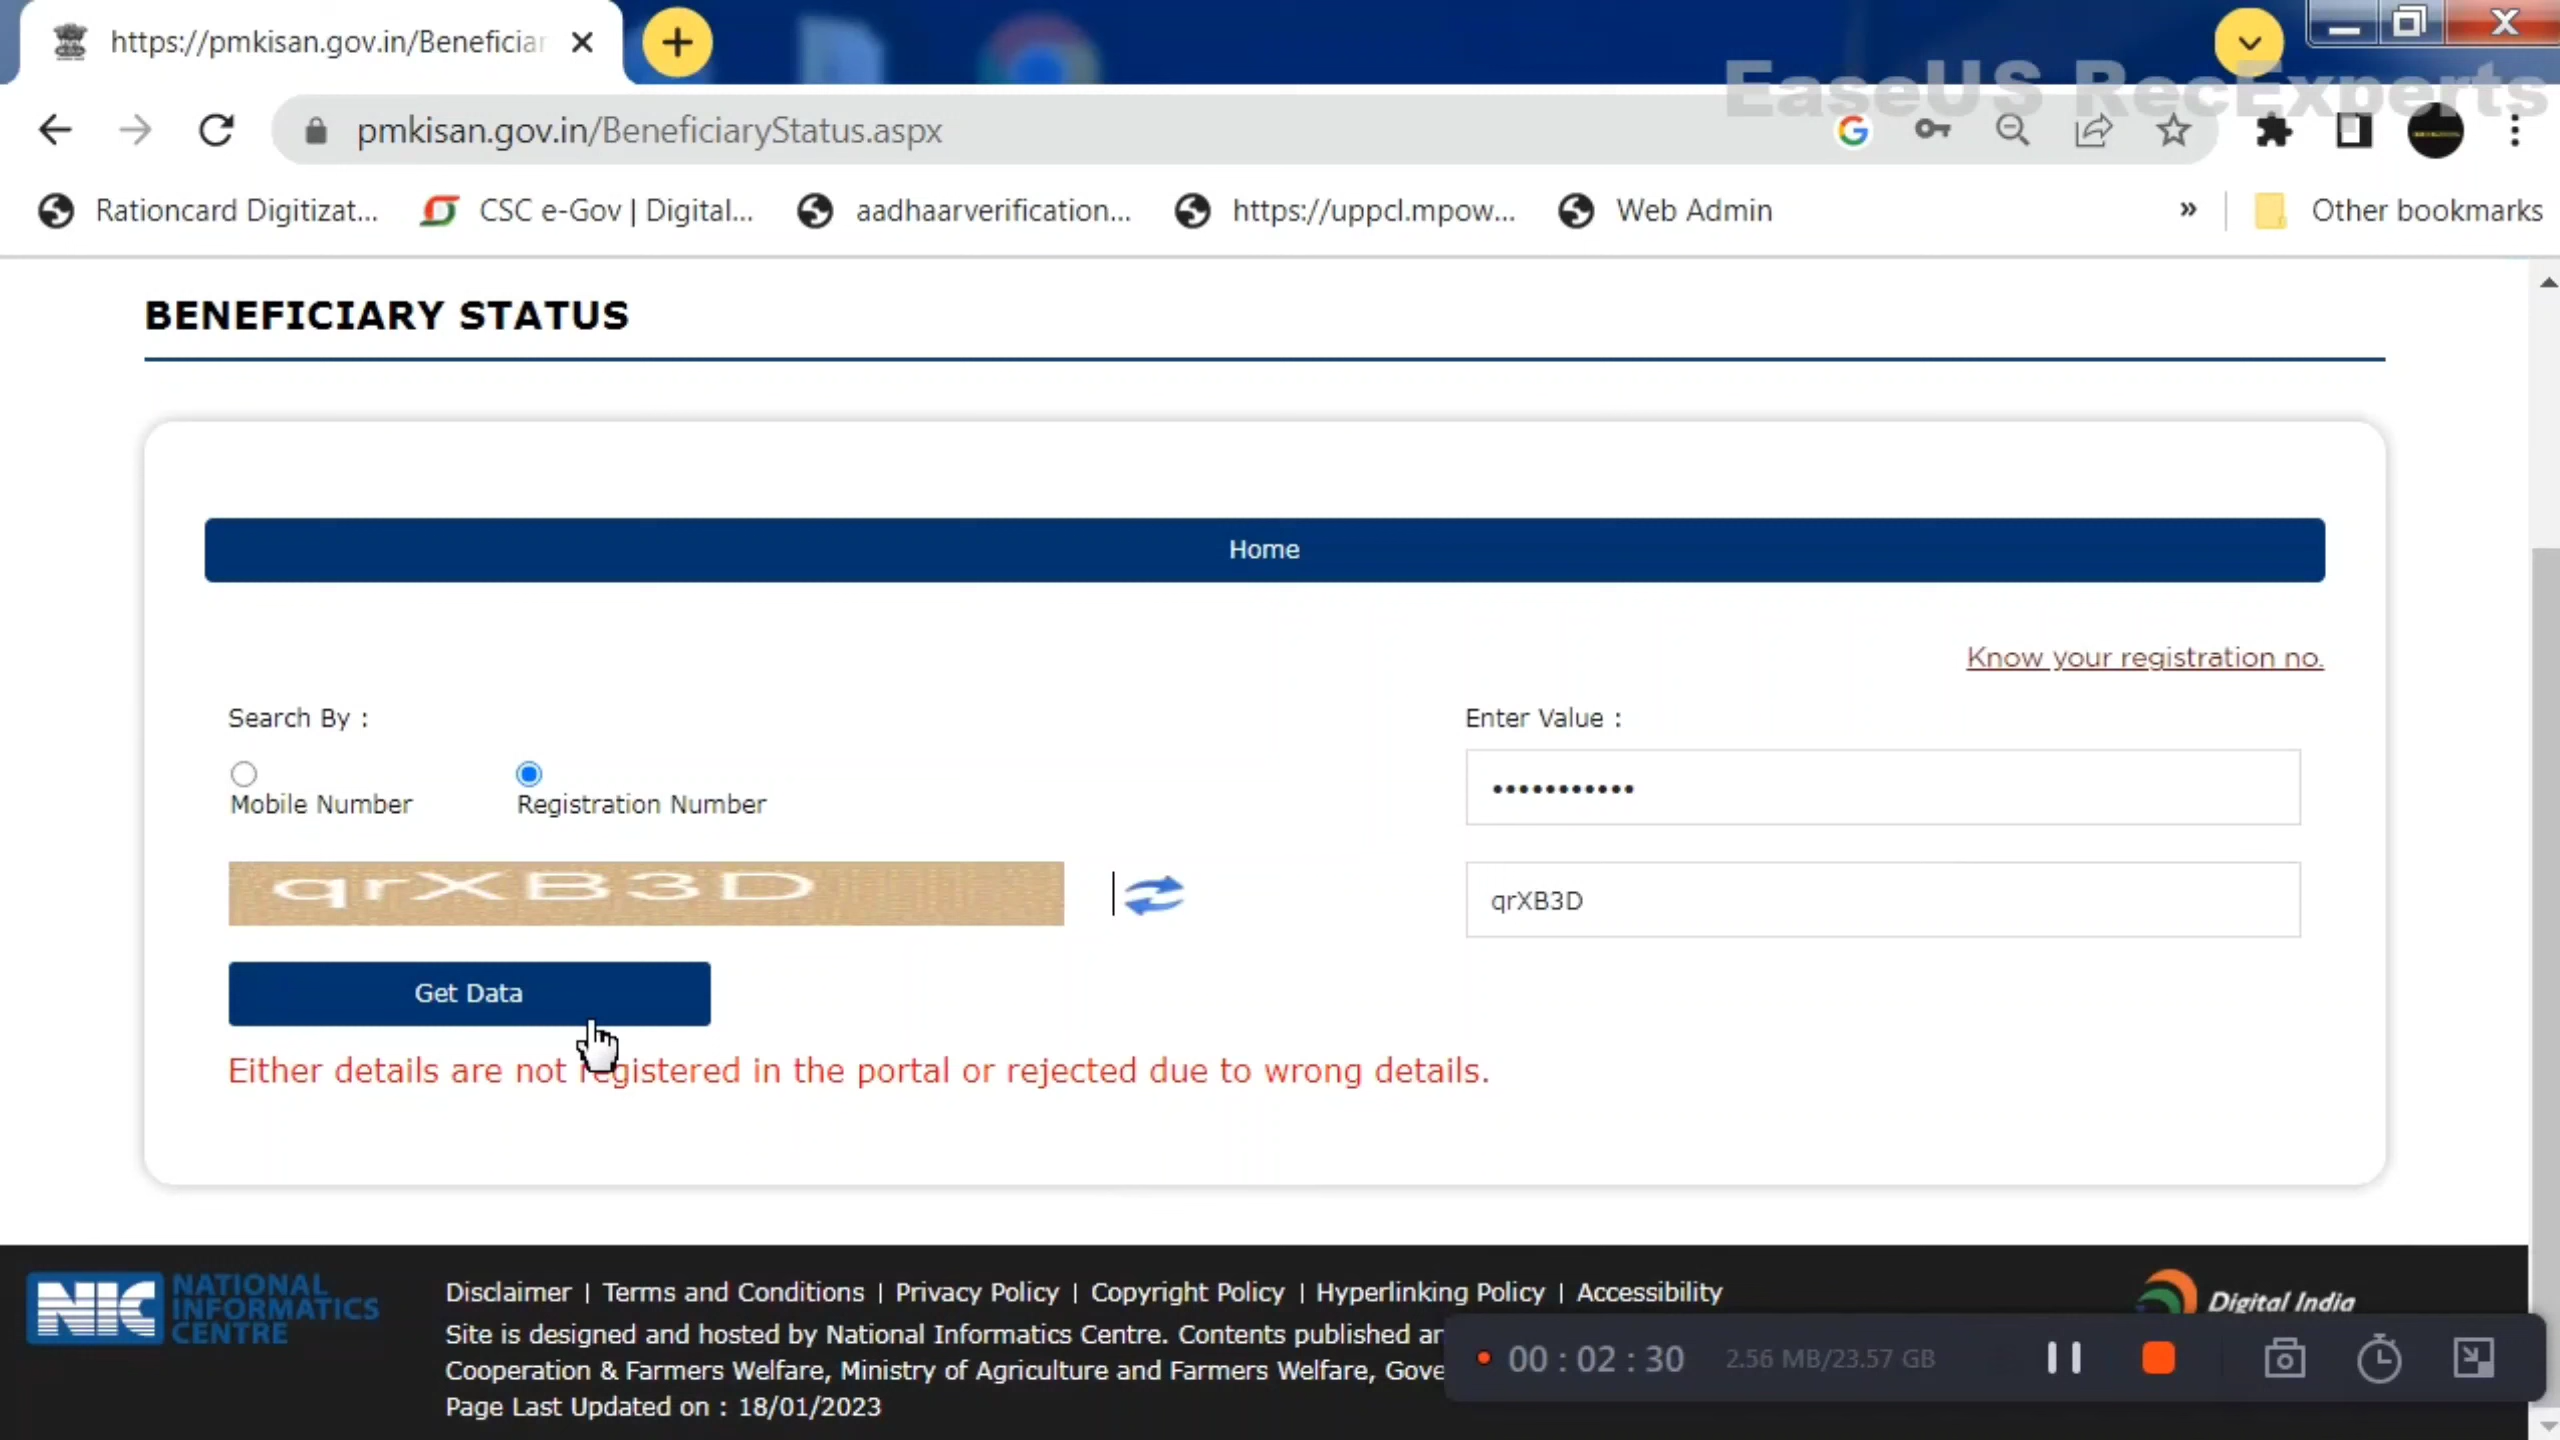 https://pmkisan.gov.in/Beneficiar
EaseUS RecExperts
pmkisan.gov.in/BeneficiaryStatus.aspx
Rationcard Digitizat... CSC e-Gov | Digital... aadhaarverification... https://uppcl.mpow... Web Admin » Other bookmarks
BENEFICIARY STATUS
Home
Know your registration no.
Search By :
Enter Value :
Mobile Number Registration Number
•••••••••••
qrXB3D
qrXB3D
Get Data
Either details are not registered in the portal or rejected due to wrong details.
NIC NATIONAL INFORMATICS CENTRE
Disclaimer | Terms and Conditions | Privacy Policy | Copyright Policy | Hyperlinking Policy | Accessibility
Digital India
Site is designed and hosted by National Informatics Centre. Contents published
Cooperation & Farmers Welfare, Ministry of Agriculture and Farmers Welfare, Gove
Page Last Updated on : 18/01/2023
00 : 02 : 30 2.56 MB/23.57 GB